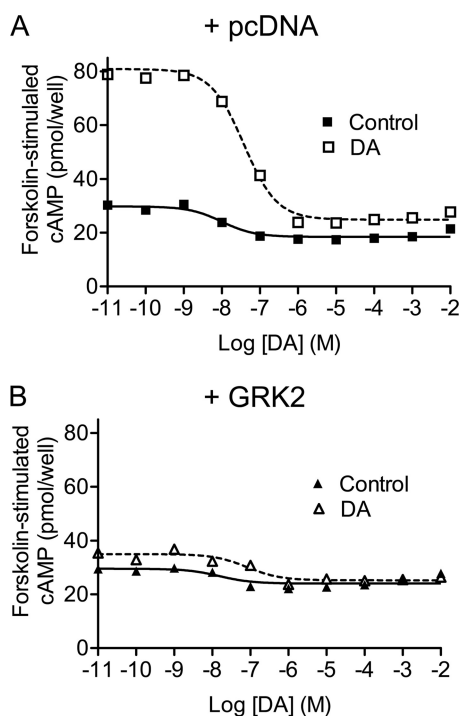 A
+ pcDNA
Forskolin-stimulaled
cAMP (pmol/well)
80
60
40
20
0
Control
DA
-11 -10 -9 -8 -7 -6 -5 -4 -3 -2
Log [DA] (M)
B
+ GRK2
Forskolin-stimulated
cAMP (pmol/well)
80
60
40
20
0
Control
DA
-11 -10 -9 -8 -7 -6 -5 -4 -3 -2
Log [DA] (M)